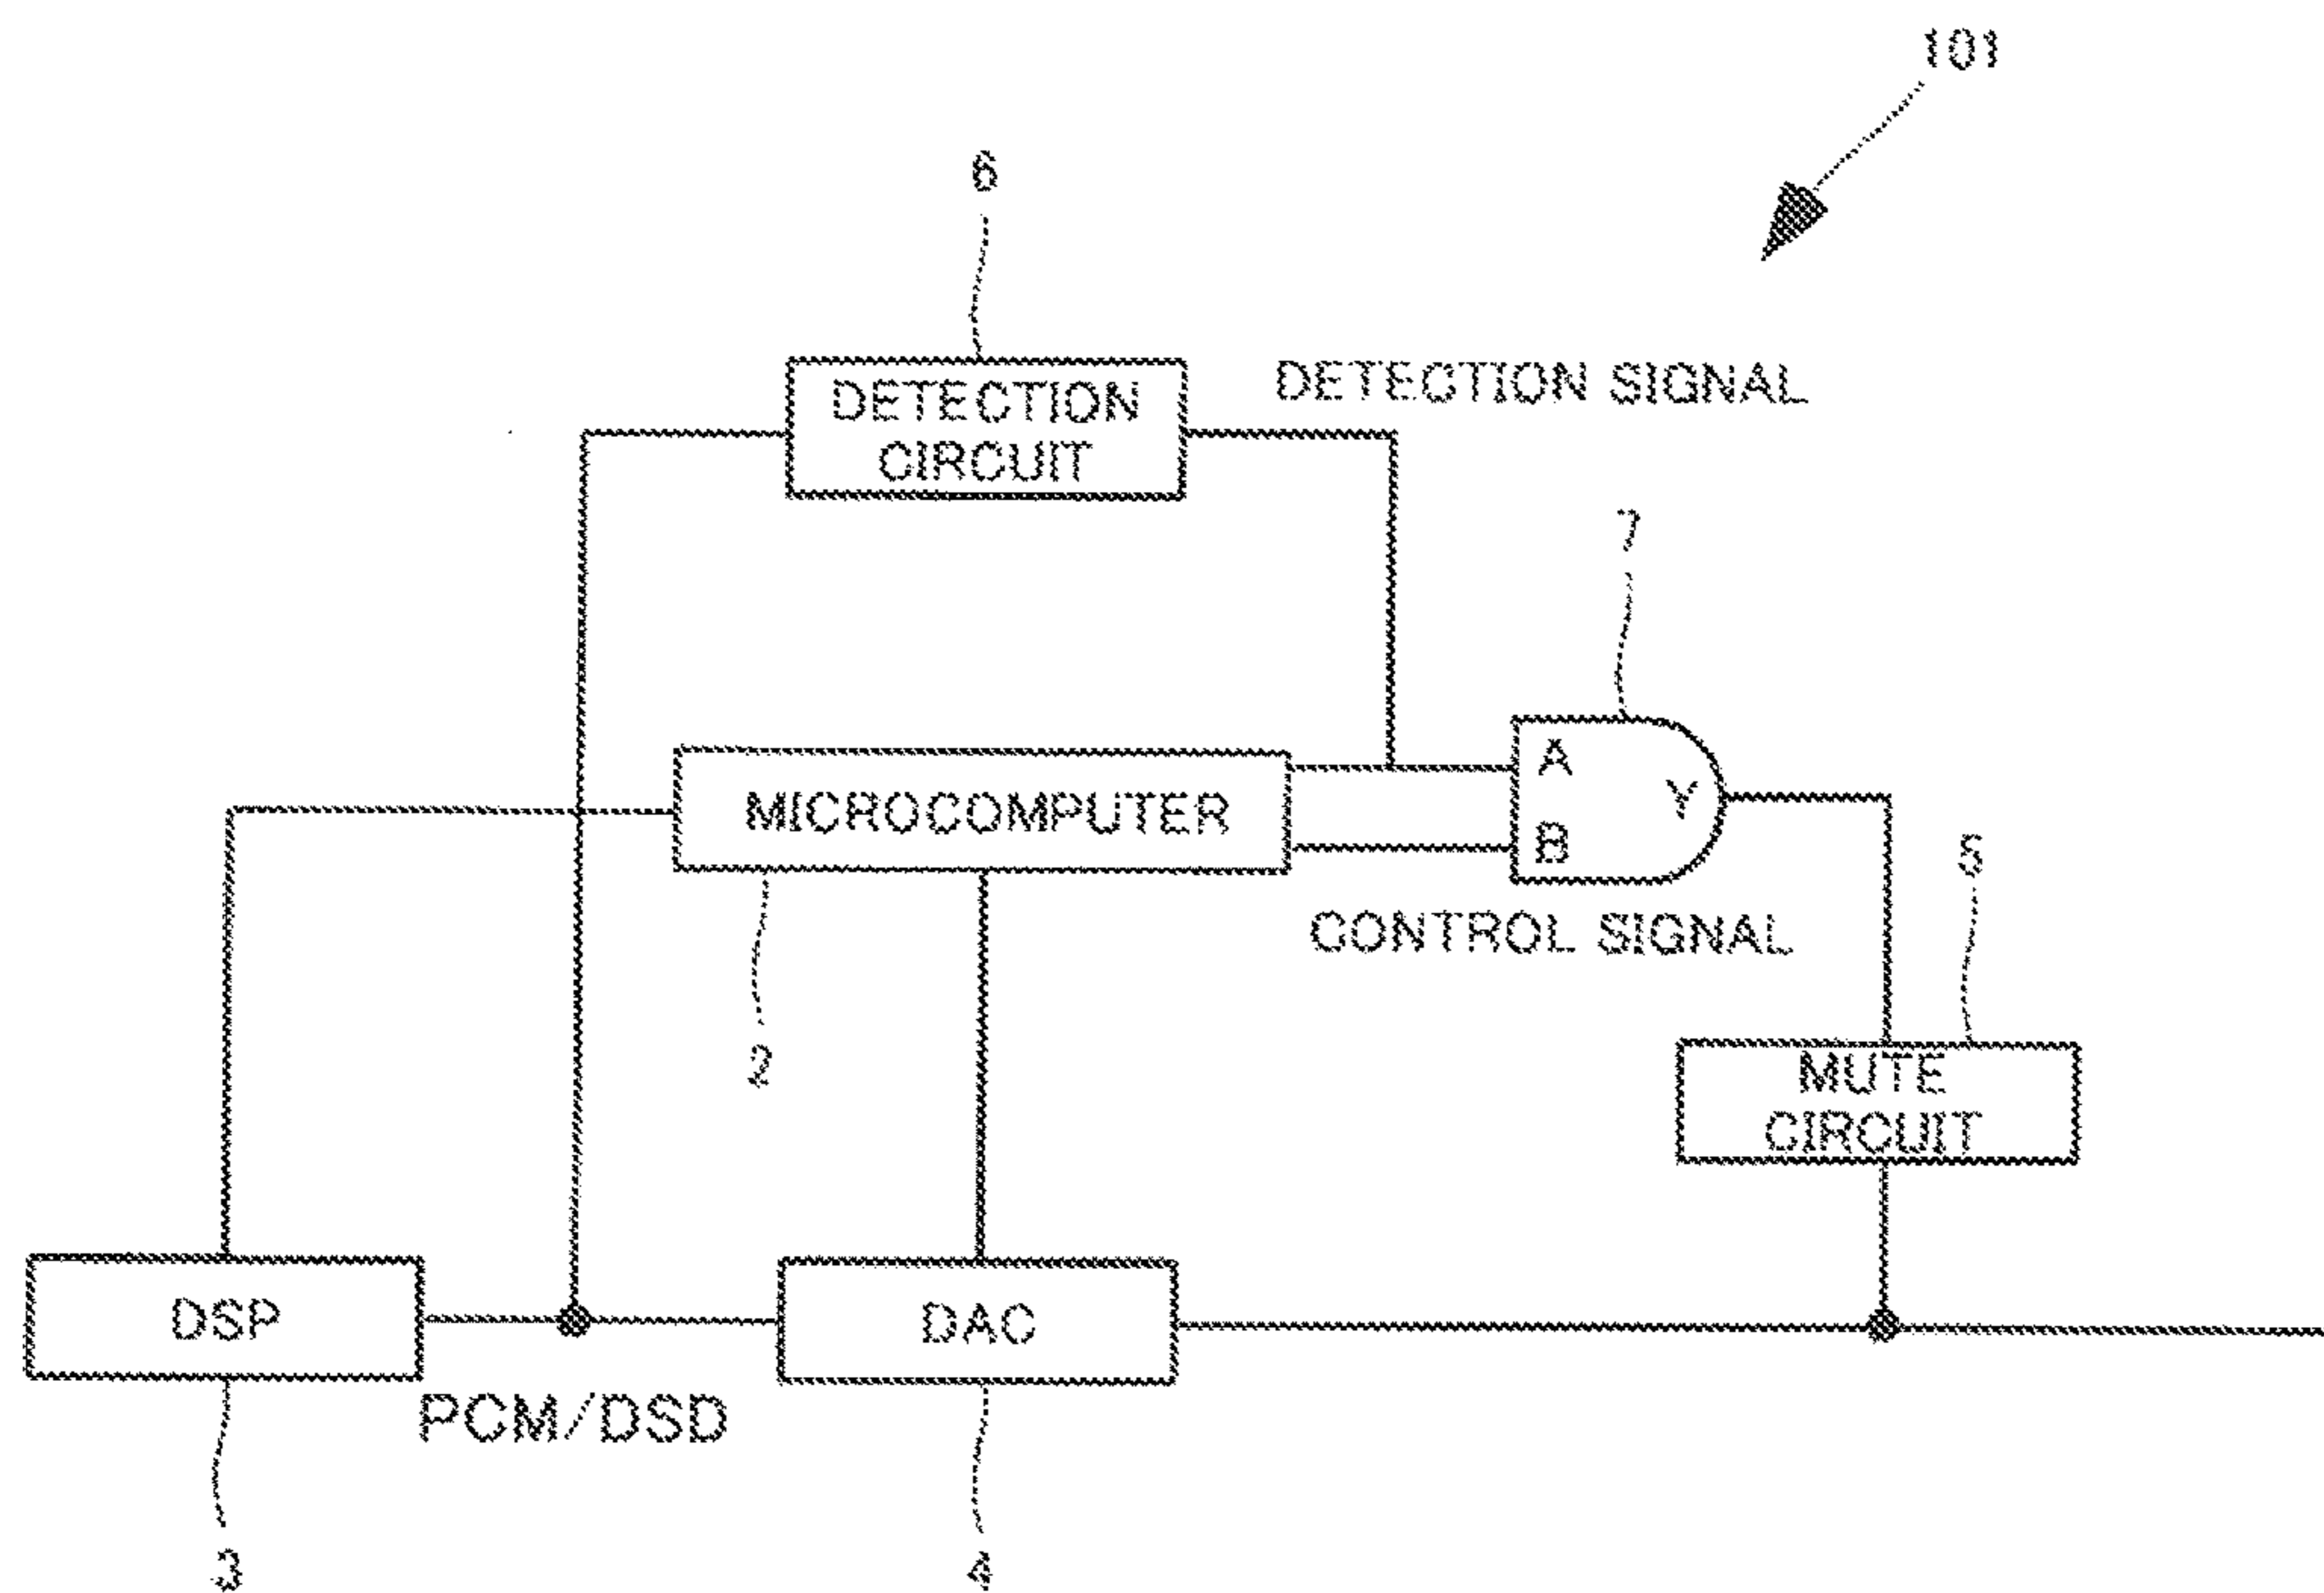 101
6
DETECTION
CIRCUIT
DETECTION SIGNAL
7
MICROCOMPUTER
A
Y
B
CONTROL SIGNAL
5
2
MUTE
CIRCUIT
DSP
DAC
PCM/DSD
3
4